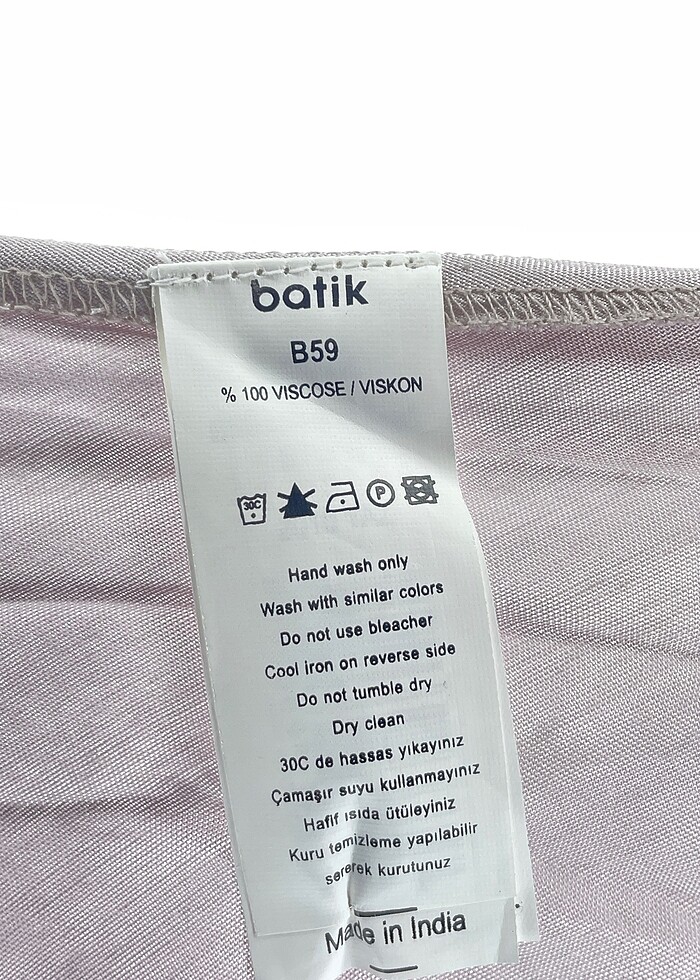 batik
B59
% 100 VISCOSE / VISKON
30C
P
Hand wash only
Wash with similar colors
Do not use bleacher
Cool iron on reverse side
Do not tumble dry
Dry clean
30C de hassas yıkayınız
Çamaşır suyu kullanmayınız
Hafif ısıda ütüleyiniz
Kuru temizleme yapılabilir
sererek kurutunuz
Made in India